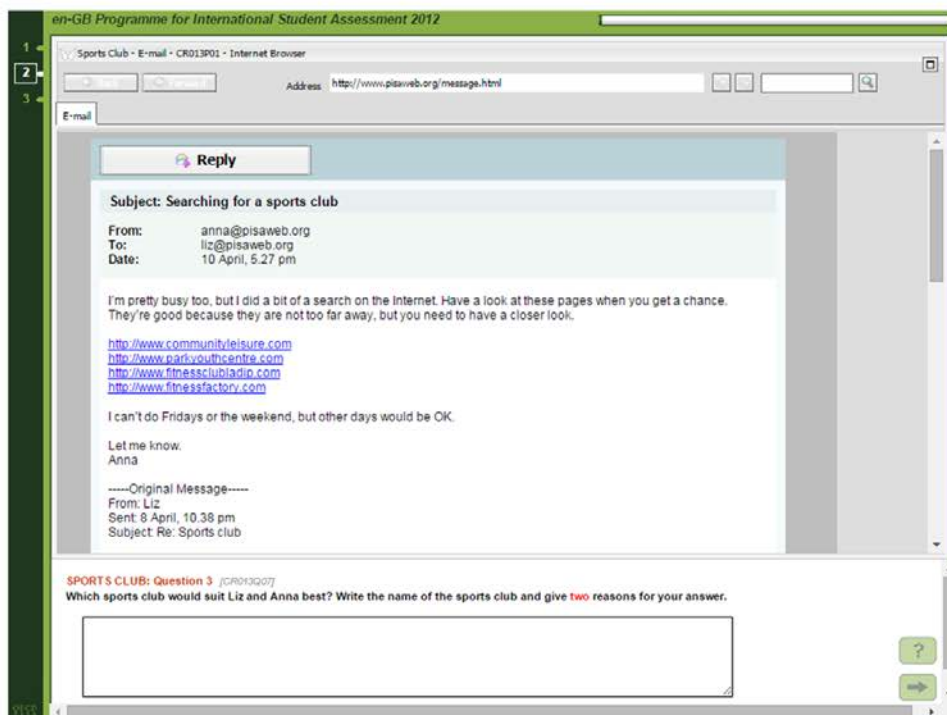 en-GB Programme for International Student Assessment 2012
1
2
3
Sports Club - E-mail - CR013P01 - Internet Browser
Address http://www.pisaweb.org/message.html
E-mail
Reply
Subject: Searching for a sports club
From: anna@pisaweb.org
To: liz@pisaweb.org
Date: 10 April, 5.27 pm
I'm pretty busy too, but I did a bit of a search on the Internet. Have a look at these pages when you get a chance.
They're good because they are not too far away, but you need to have a closer look.
http://www.communityleisure.com
http://www.parkyouthcentre.com
http://www.fitnessclubladip.com
http://www.fitnessfactory.com
I can't do Fridays or the weekend, but other days would be OK.
Let me know.
Anna
-----Original Message-----
From: Liz
Sent: 8 April, 10.38 pm
Subject: Re: Sports club
SPORTS CLUB: Question 3 [CR013Q07]
Which sports club would suit Liz and Anna best? Write the name of the sports club and give two reasons for your answer.
?